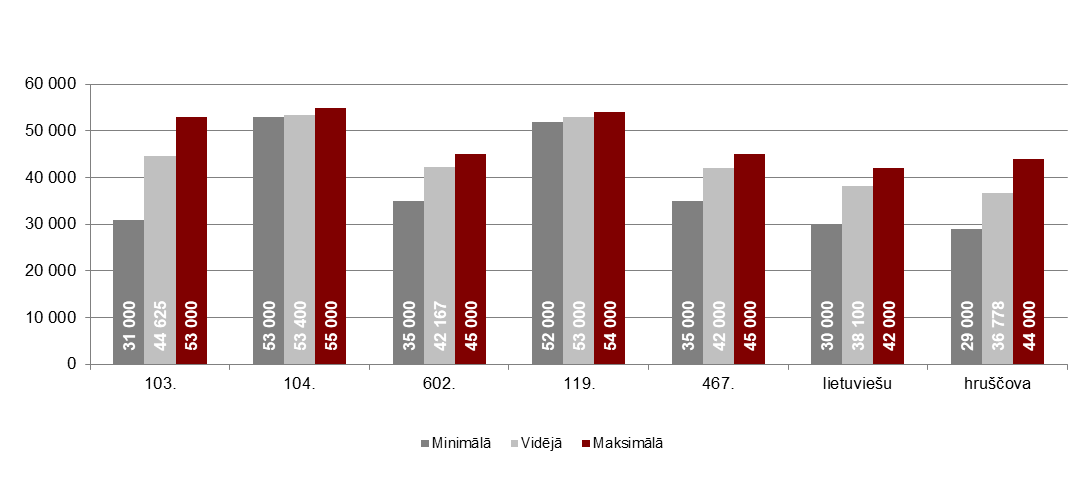 60 000
50 000
40 000
30 000
20 000
10 000
0
31 000 44 625 53 000
53 000 53 400 55 000
35 000 42 167 45 000
52 000 53 000 54 000
35 000 42 000 45 000
30 000 38 100 42 000
29 000 36 778 44 000
103. 104. 602. 119. 467. lietuviešu hruščova
Minimālā Vidējā Maksimālā